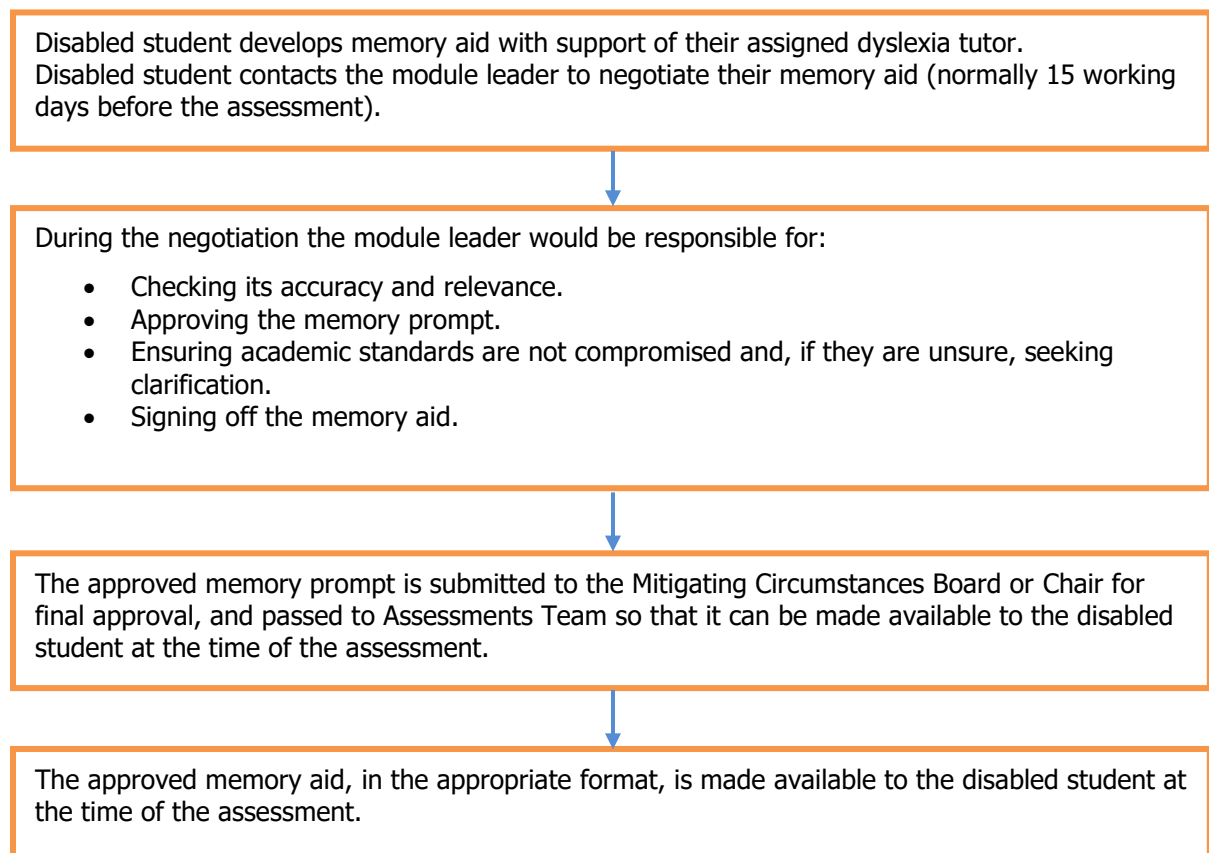 Disabled student develops memory aid with support of their assigned dyslexia tutor.
Disabled student contacts the module leader to negotiate their memory aid (normally 15 working
days before the assessment).
During the negotiation the module leader would be responsible for:
• Checking its accuracy and relevance.
• Approving the memory prompt.
• Ensuring academic standards are not compromised and, if they are unsure, seeking
clarification.
• Signing off the memory aid.
The approved memory prompt is submitted to the Mitigating Circumstances Board or Chair for
final approval, and passed to Assessments Team so that it can be made available to the disabled
student at the time of the assessment.
The approved memory aid, in the appropriate format, is made available to the disabled student at
the time of the assessment.